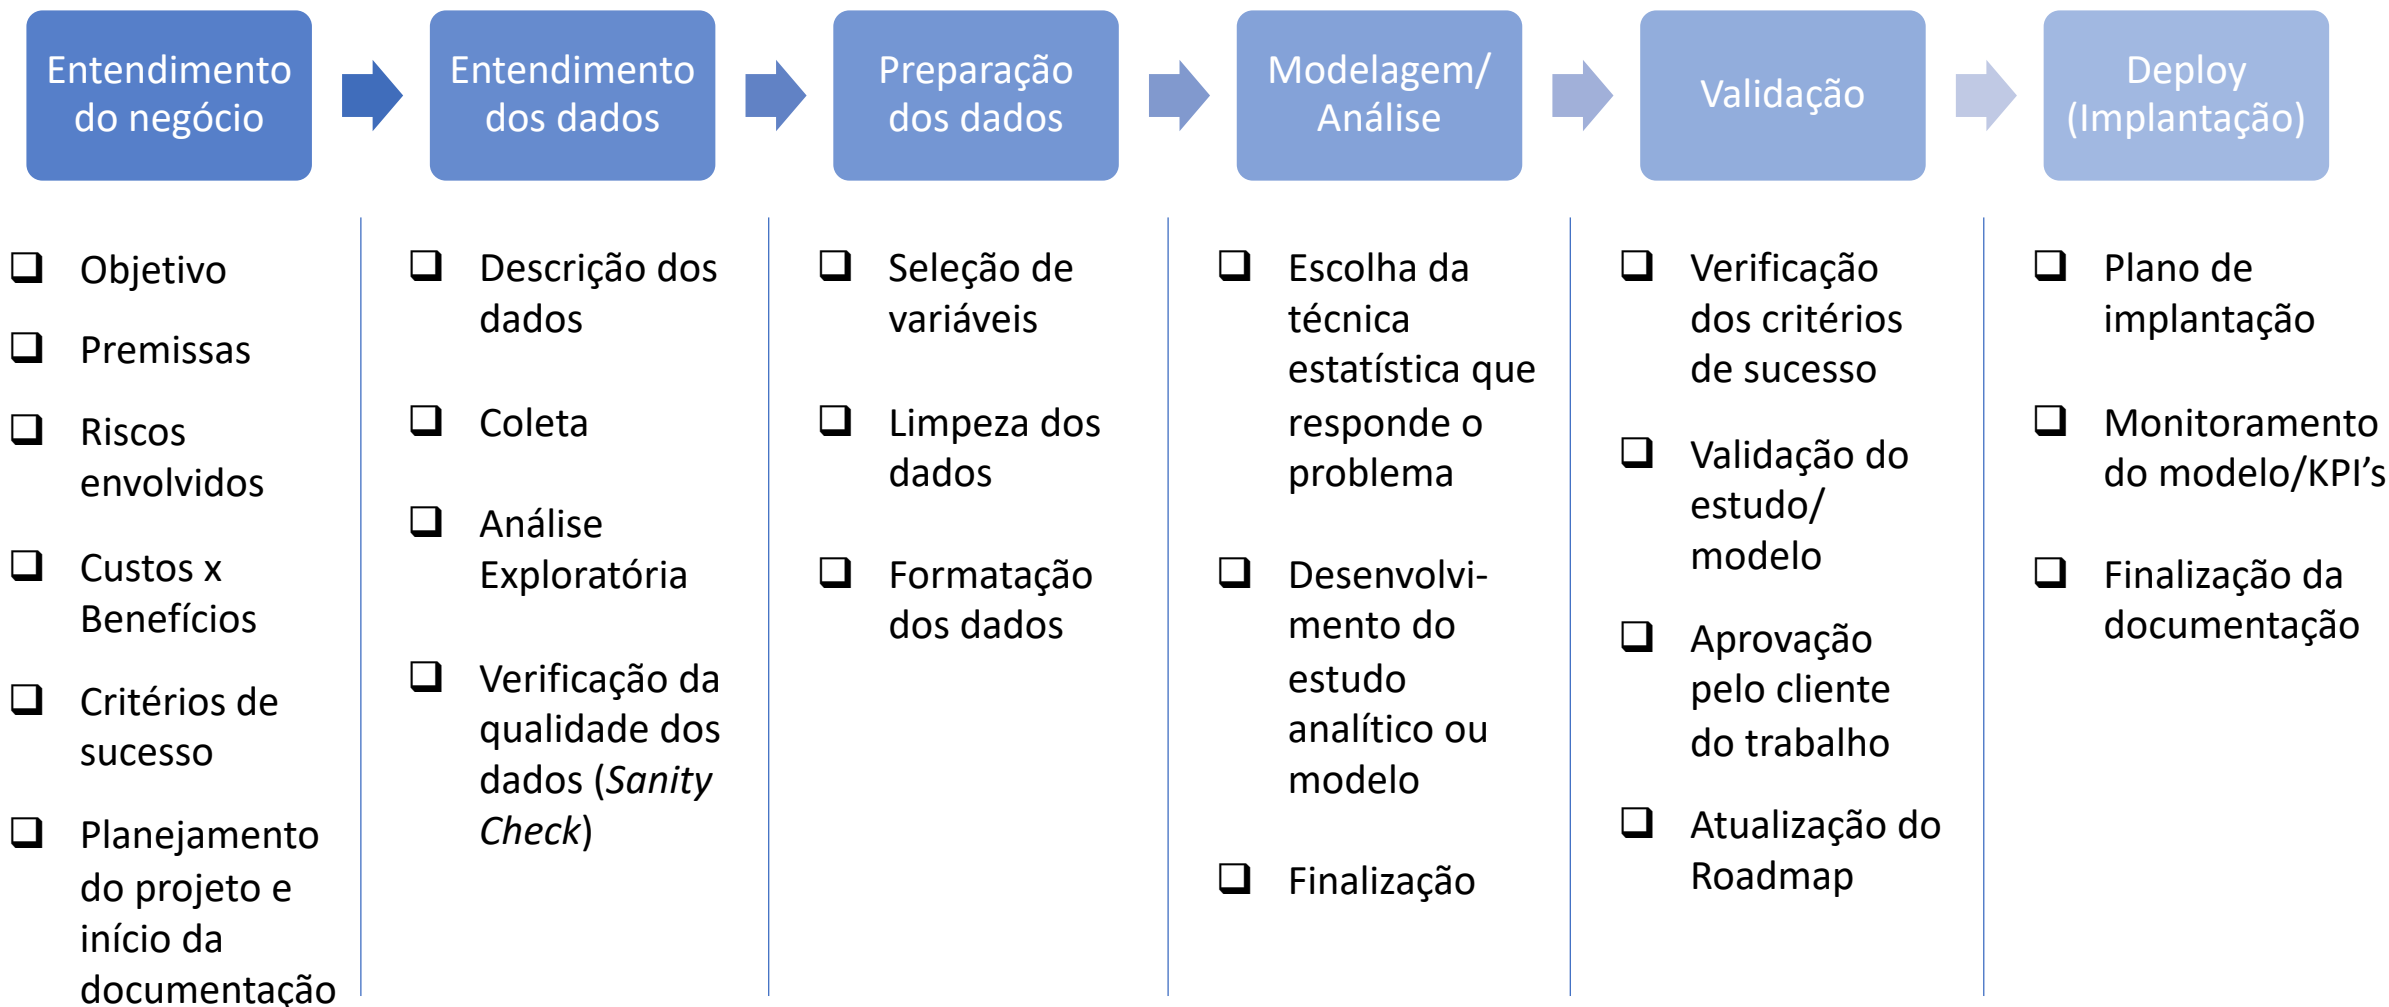 Entendimento
do negócio
Entendimento
dos dados
Preparação
dos dados
Modelagem/
Análise
Validação
Deploy
(Implantação)
Objetivo
Premissas
Riscos
envolvidos
Custos x
Benefícios
Critérios de
sucesso
Planejamento
do projeto e
início da
documentação
Descrição dos
dados
Coleta
Análise
Exploratória
Verificação da
qualidade dos
dados (Sanity
Check)
Seleção de
variáveis
Limpeza dos
dados
Formatação
dos dados
Escolha da
técnica
estatística que
responde o
problema
Desenvolvi-
mento do
estudo
analítico ou
modelo
Finalização
Verificação
dos critérios
de sucesso
Validação do
estudo/
modelo
Aprovação
pelo cliente
do trabalho
Atualização do
Roadmap
Plano de
implantação
Monitoramento
do modelo/KPI’s
Finalização da
documentação